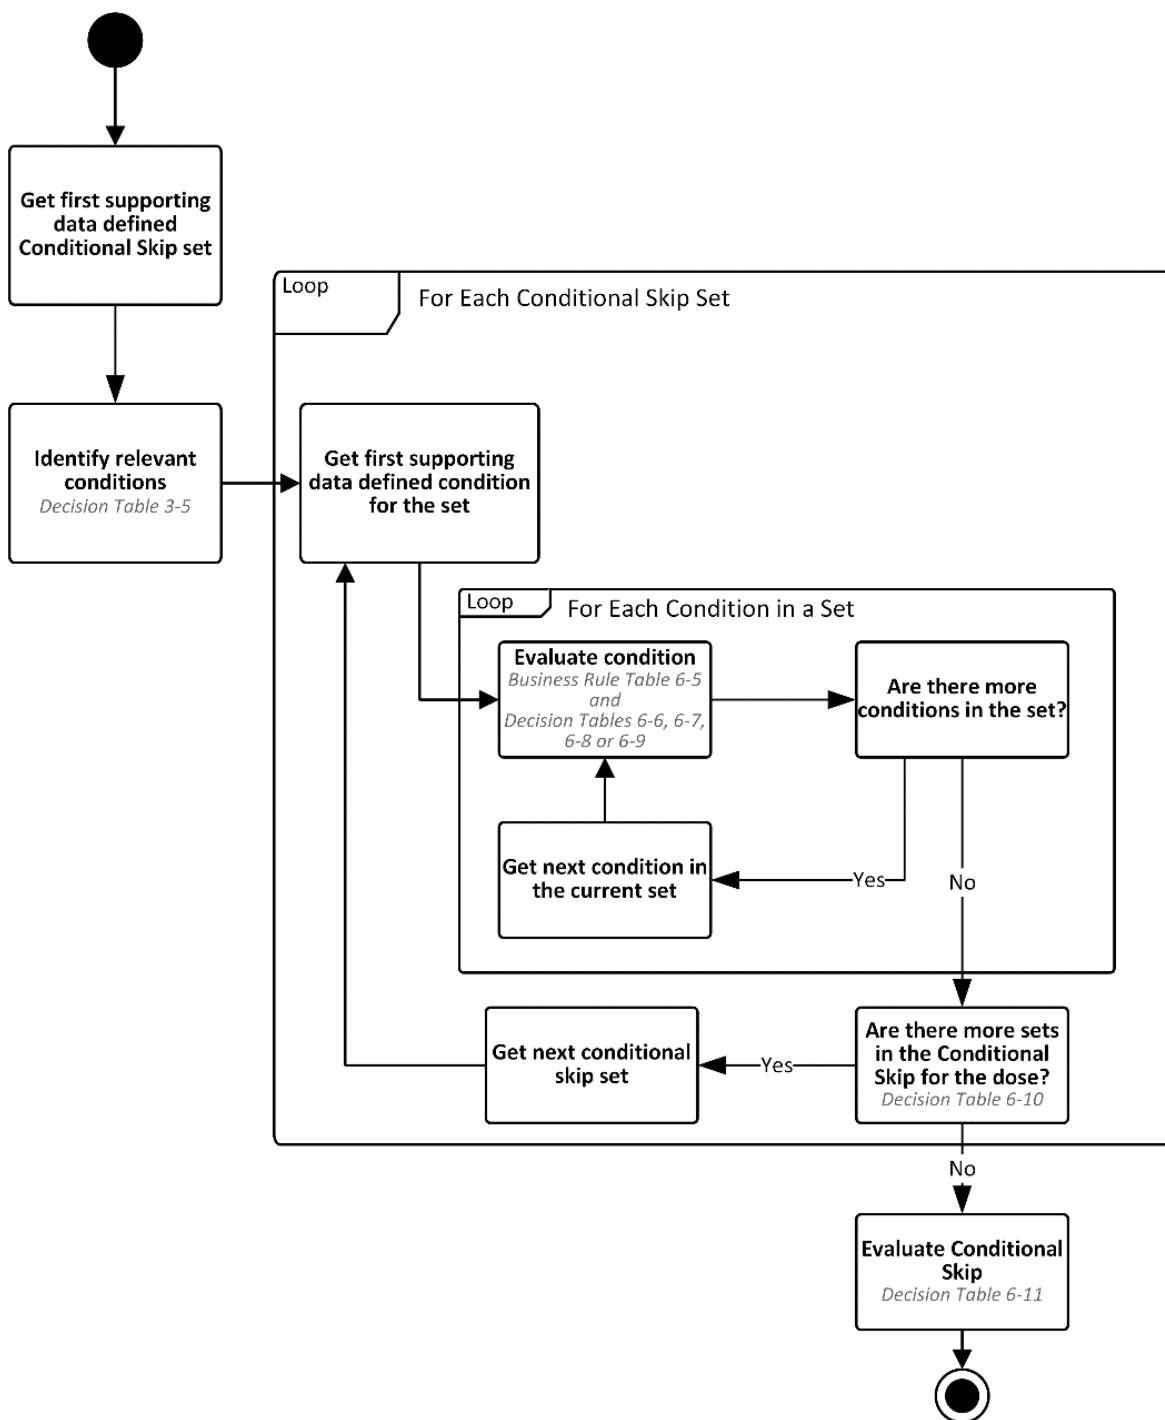 Get first supporting
data defined
Conditional Skip set
Loop
For Each Conditional Skip Set
Identify relevant
conditions
Decision Table 3-5
Get first supporting
data defined condition
for the set
Loop
For Each Condition in a Set
Evaluate condition
Business Rule Table 6-5
and
Decision Tables 6-6, 6-7,
6-8 or 6-9
Are there more
conditions in the set?
Get next condition in
the current set
Yes
No
Get next conditional
skip set
Yes
Are there more sets
in the Conditional
Skip for the dose?
Decision Table 6-10
No
Evaluate Conditional
Skip
Decision Table 6-11